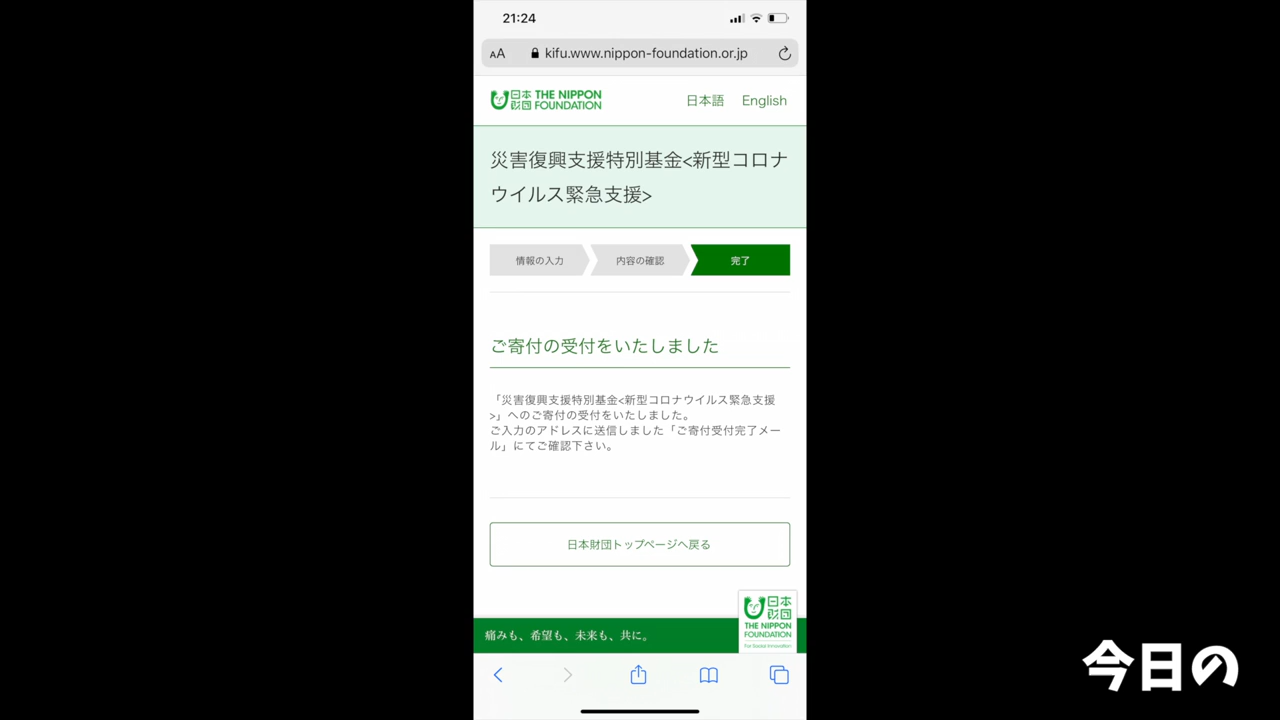 21:24
AA kifu.www.nippon-foundation.or.jp
日本財団 THE NIPPON FOUNDATION
日本語 English
災害復興支援特別基金<新型コロナ
ウイルス緊急支援>
情報の入力 内容の確認 完了
ご寄付の受付をいたしました
「災害復興支援特別基金<新型コロナウイルス緊急支援
>」へのご寄付の受付をいたしました。
ご入力のアドレスに送信しました「ご寄付受付完了メー
ル」にてご確認下さい。
日本財団トップページへ戻る
痛みも、希望も、未来も、共に。
日本
財団
THE NIPPON
FOUNDATION
For Social Innovation
今日の